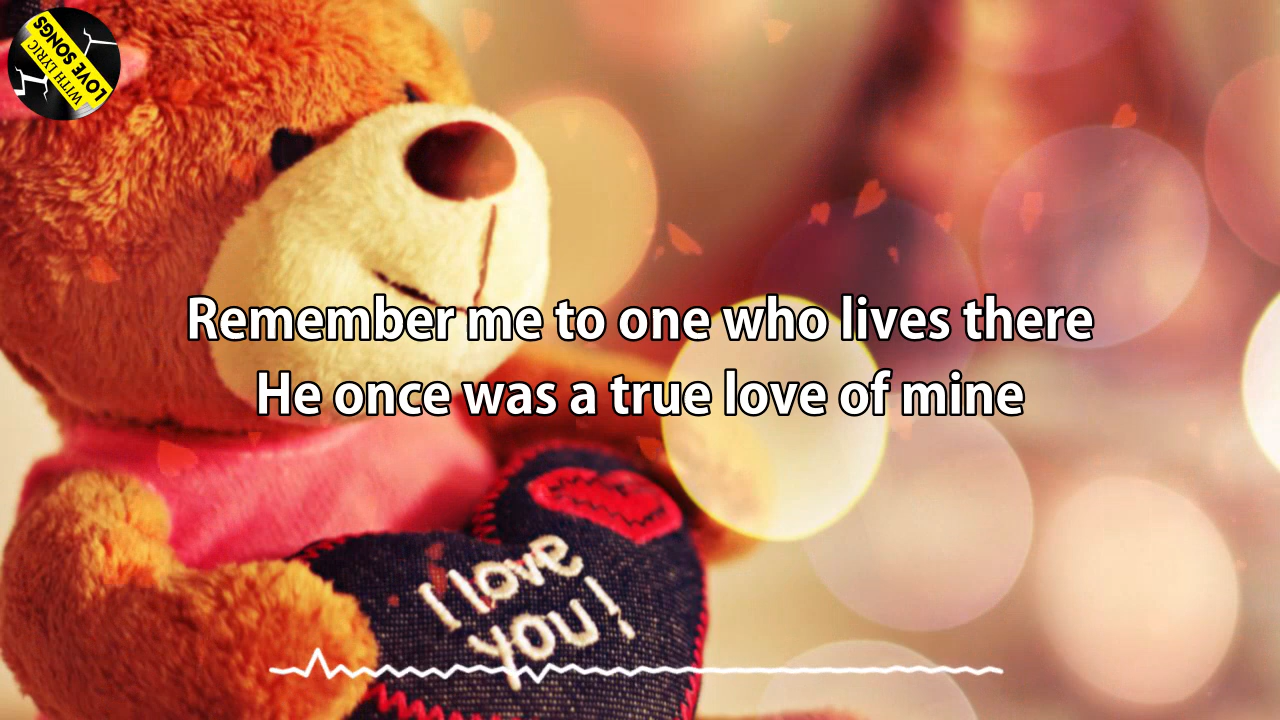 LOVE SONGS
WITH LYRIC
Remember me to one who lives there
He once was a true love of mine
I love
you!